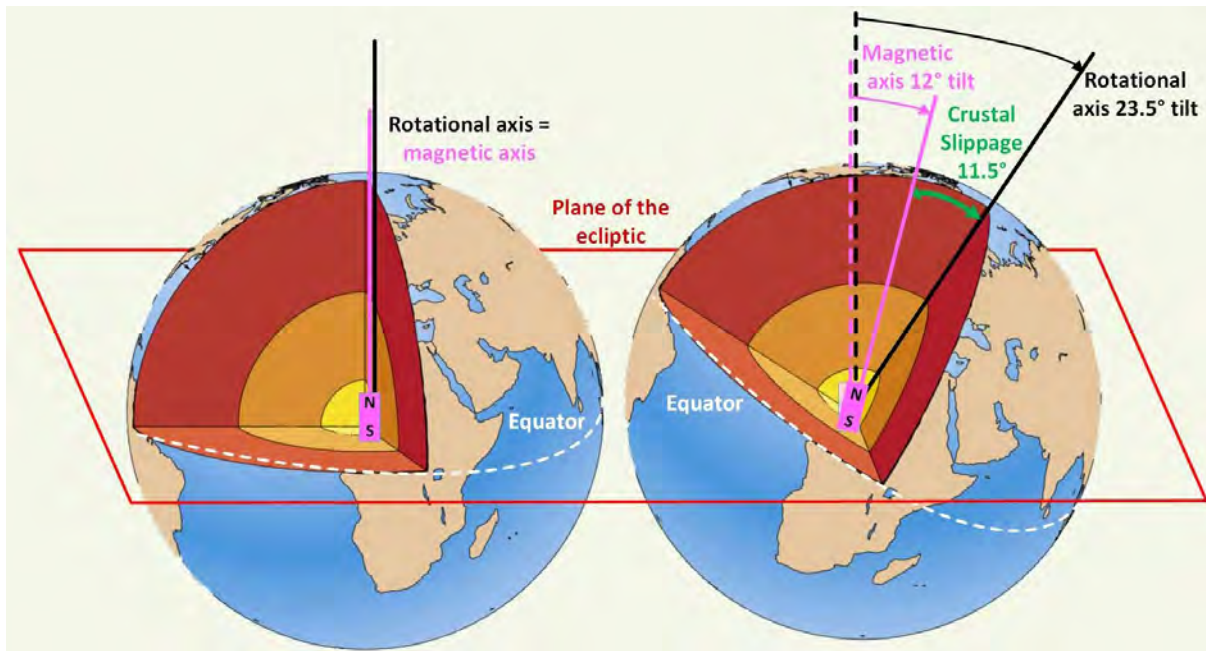 Rotational axis =
magnetic axis
Plane of the
ecliptic
Equator
N
S
Magnetic
axis 12° tilt
Crustal
Slippage
11.5°
Rotational
axis 23.5° tilt
Equator
N
S